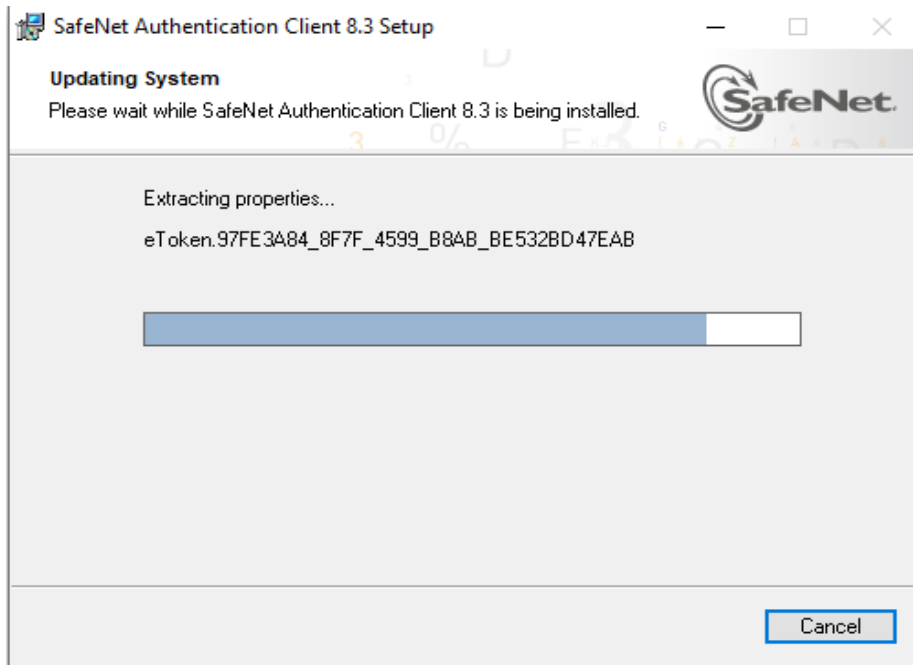 SafeNet Authentication Client 8.3 Setup
Updating System
Please wait while SafeNet Authentication Client 8.3 is being installed.
SafeNet.
Extracting properties...
eToken.97FE3A84_8F7F_4599_B8AB_BE532BD47EAB
Cancel